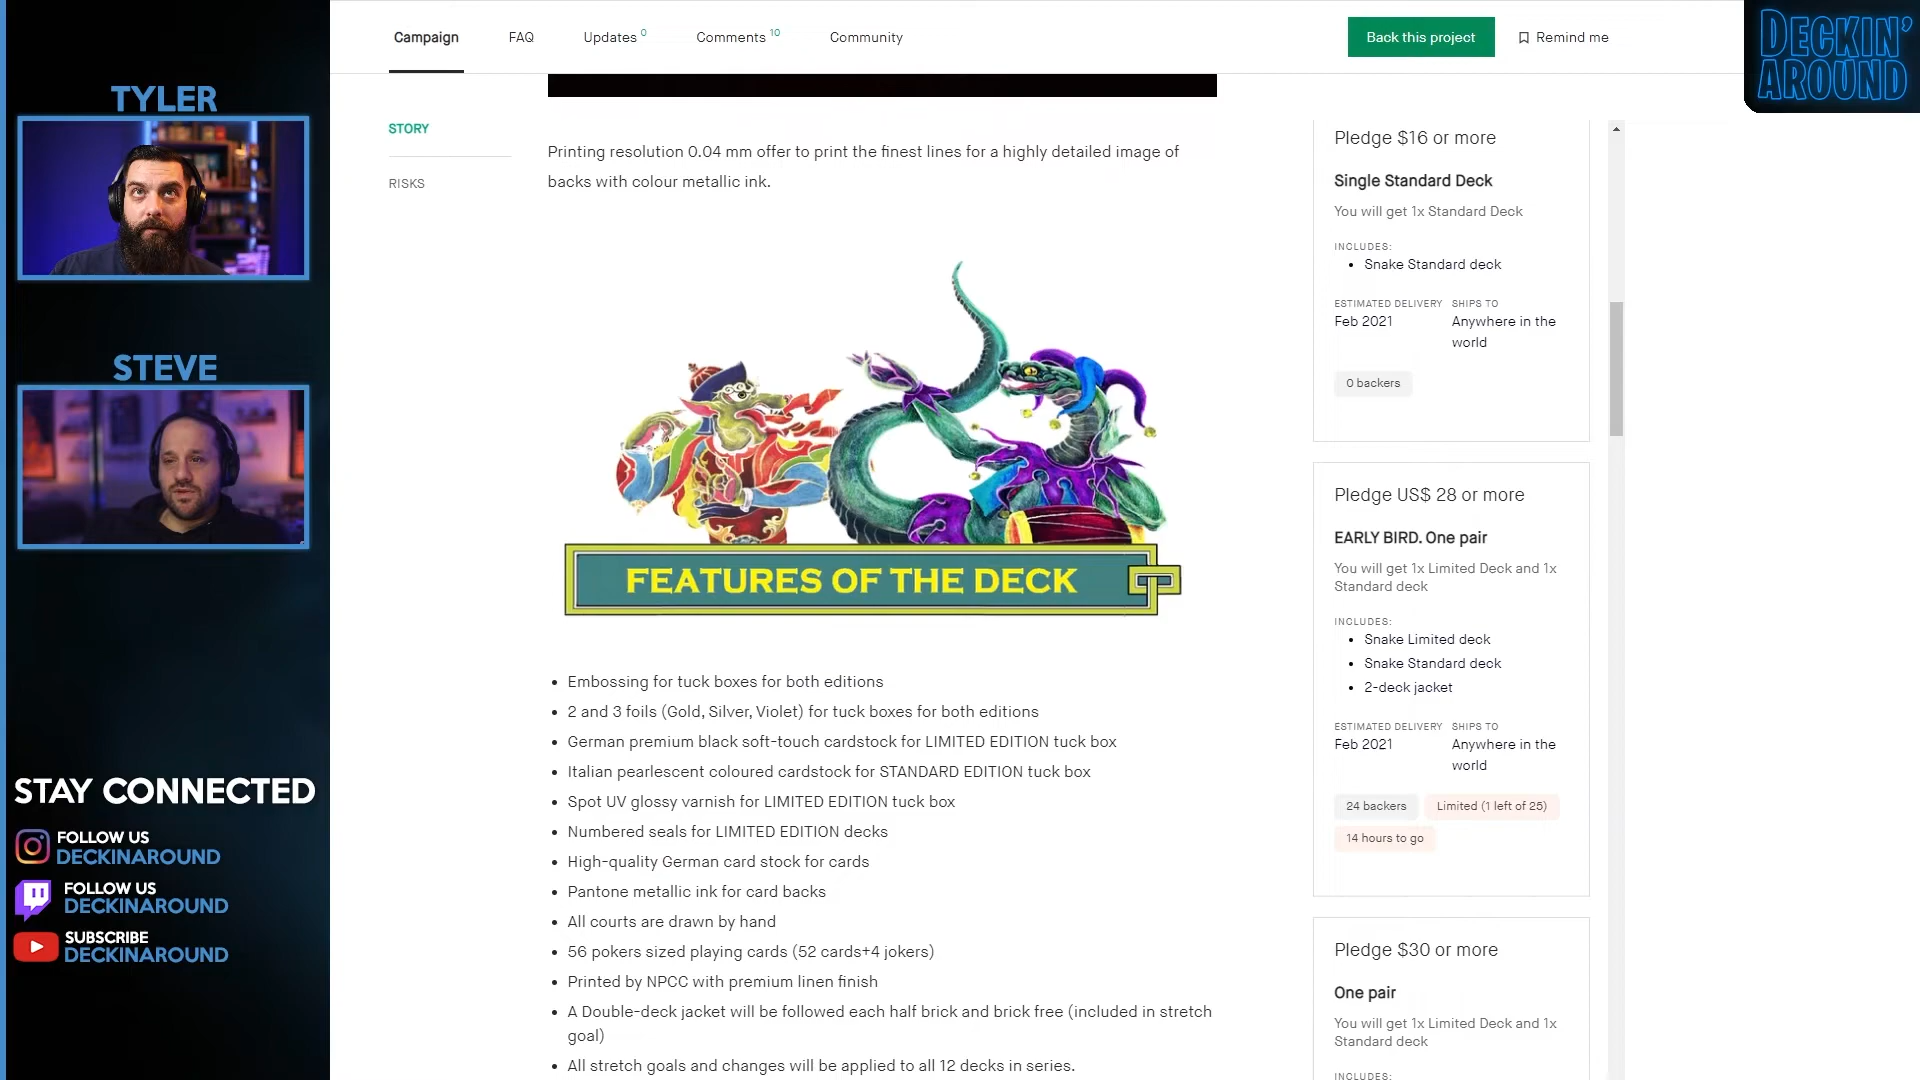 TYLER
STEVE
STAY CONNECTED
FOLLOW US
DECKINAROUND
FOLLOW US
DECKINAROUND
SUBSCRIBE
DECKINAROUND
Campaign
FAQ
Updates 0
Comments 10
Community
Back this project
Remind me
DECKIN'
AROUND
STORY
RISKS
Printing resolution 0.04 mm offer to print the finest lines for a highly detailed image of
backs with colour metallic ink.
FEATURES OF THE DECK
• Embossing for tuck boxes for both editions
• 2 and 3 foils (Gold, Silver, Violet) for tuck boxes for both editions
• German premium black soft-touch cardstock for LIMITED EDITION tuck box
• Italian pearlescent coloured cardstock for STANDARD EDITION tuck box
• Spot UV glossy varnish for LIMITED EDITION tuck box
• Numbered seals for LIMITED EDITION decks
• High-quality German card stock for cards
• Pantone metallic ink for card backs
• All courts are drawn by hand
• 56 pokers sized playing cards (52 cards+4 jokers)
• Printed by NPCC with premium linen finish
• A Double-deck jacket will be followed each half brick and brick free (included in stretch
goal)
• All stretch goals and changes will be applied to all 12 decks in series.
Pledge $16 or more
Single Standard Deck
You will get 1x Standard Deck
INCLUDES:
• Snake Standard deck
ESTIMATED DELIVERY SHIPS TO
Feb 2021 Anywhere in the
world
0 backers
Pledge US$ 28 or more
EARLY BIRD. One pair
You will get 1x Limited Deck and 1x
Standard deck
INCLUDES:
• Snake Limited deck
• Snake Standard deck
• 2-deck jacket
ESTIMATED DELIVERY SHIPS TO
Feb 2021 Anywhere in the
world
24 backers Limited (1 left of 25)
14 hours to go
Pledge $30 or more
One pair
You will get 1x Limited Deck and 1x
Standard deck
INCLUDES: